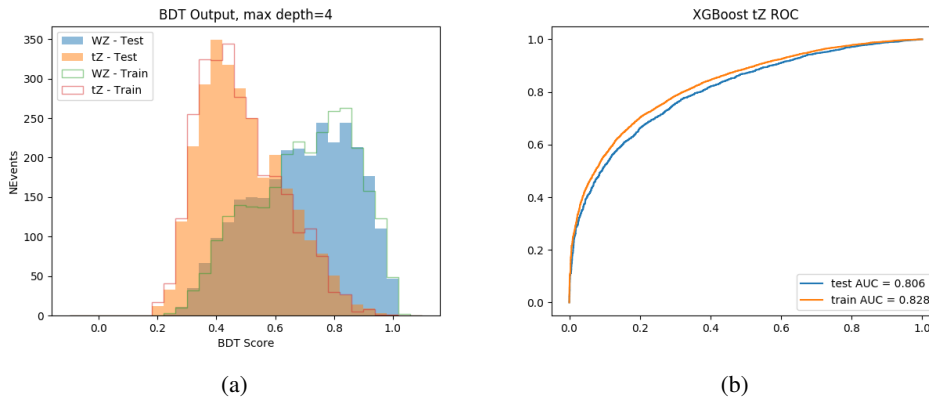 BDT Output, max depth=4
WZ - Test
tZ - Test
WZ - Train
tZ - Train
350
300
250
200
150
100
50
0
NEvents
0.0 0.2 0.4 0.6 0.8 1.0
BDT Score
(a)
XGBoost tZ ROC
1.0
0.8
0.6
0.4
0.2
0.0
test AUC = 0.806
train AUC = 0.828
0.0 0.2 0.4 0.6 0.8 1.0
(b)